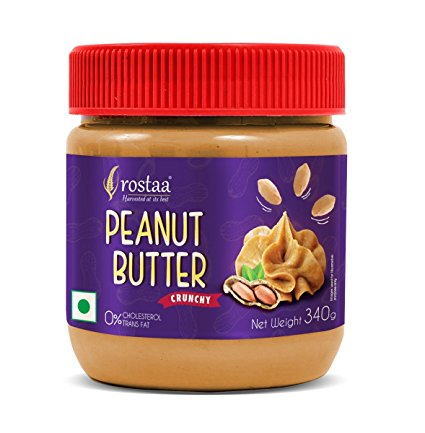 rostaa
Harvested at its best
PEANUT
BUTTER
CRUNCHY
0% CHOLESTEROL
TRANS FAT
Net Weight 340g